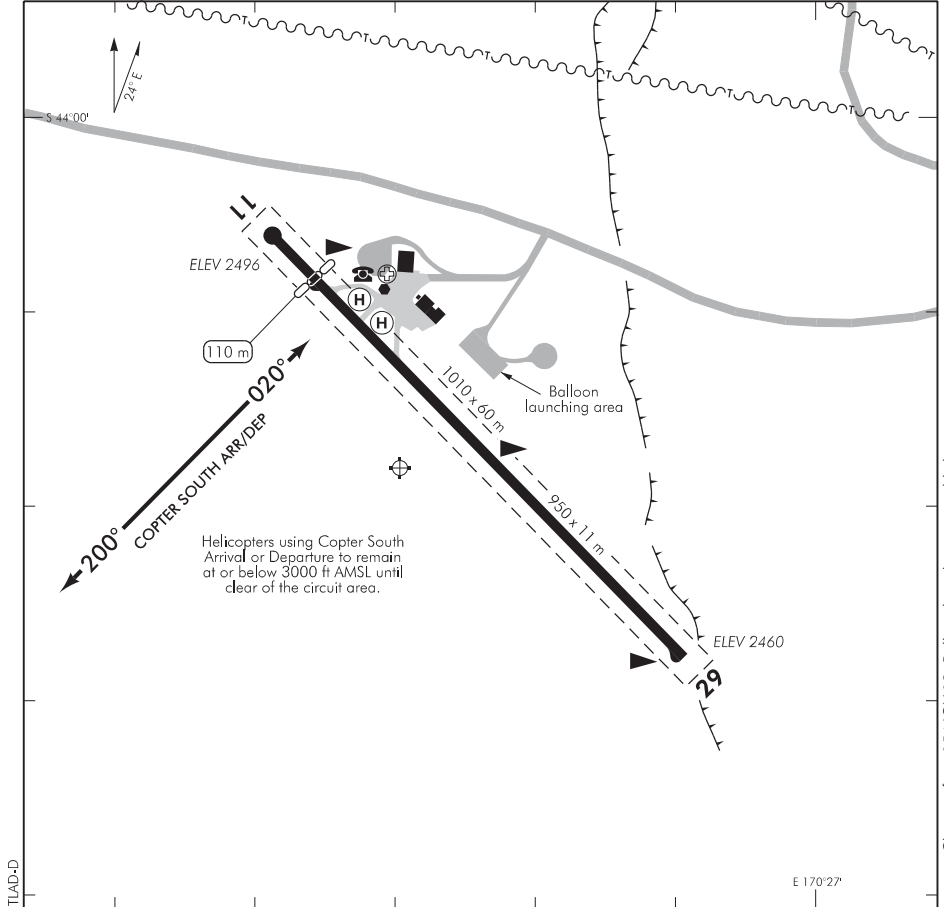 24° E
S 44°00'
T T T T T T T T
11
ELEV 2496
H
H
110 m
020°
COPTER SOUTH ARR/DEP
200°
1010 x 60 m
Balloon
launching area
950 x 11 m
Helicopters using Copter South
Arrival or Departure to remain
at or below 3000 ft AMSL until
clear of the circuit area.
ELEV 2460
29
E 170°27'
TLAD-D